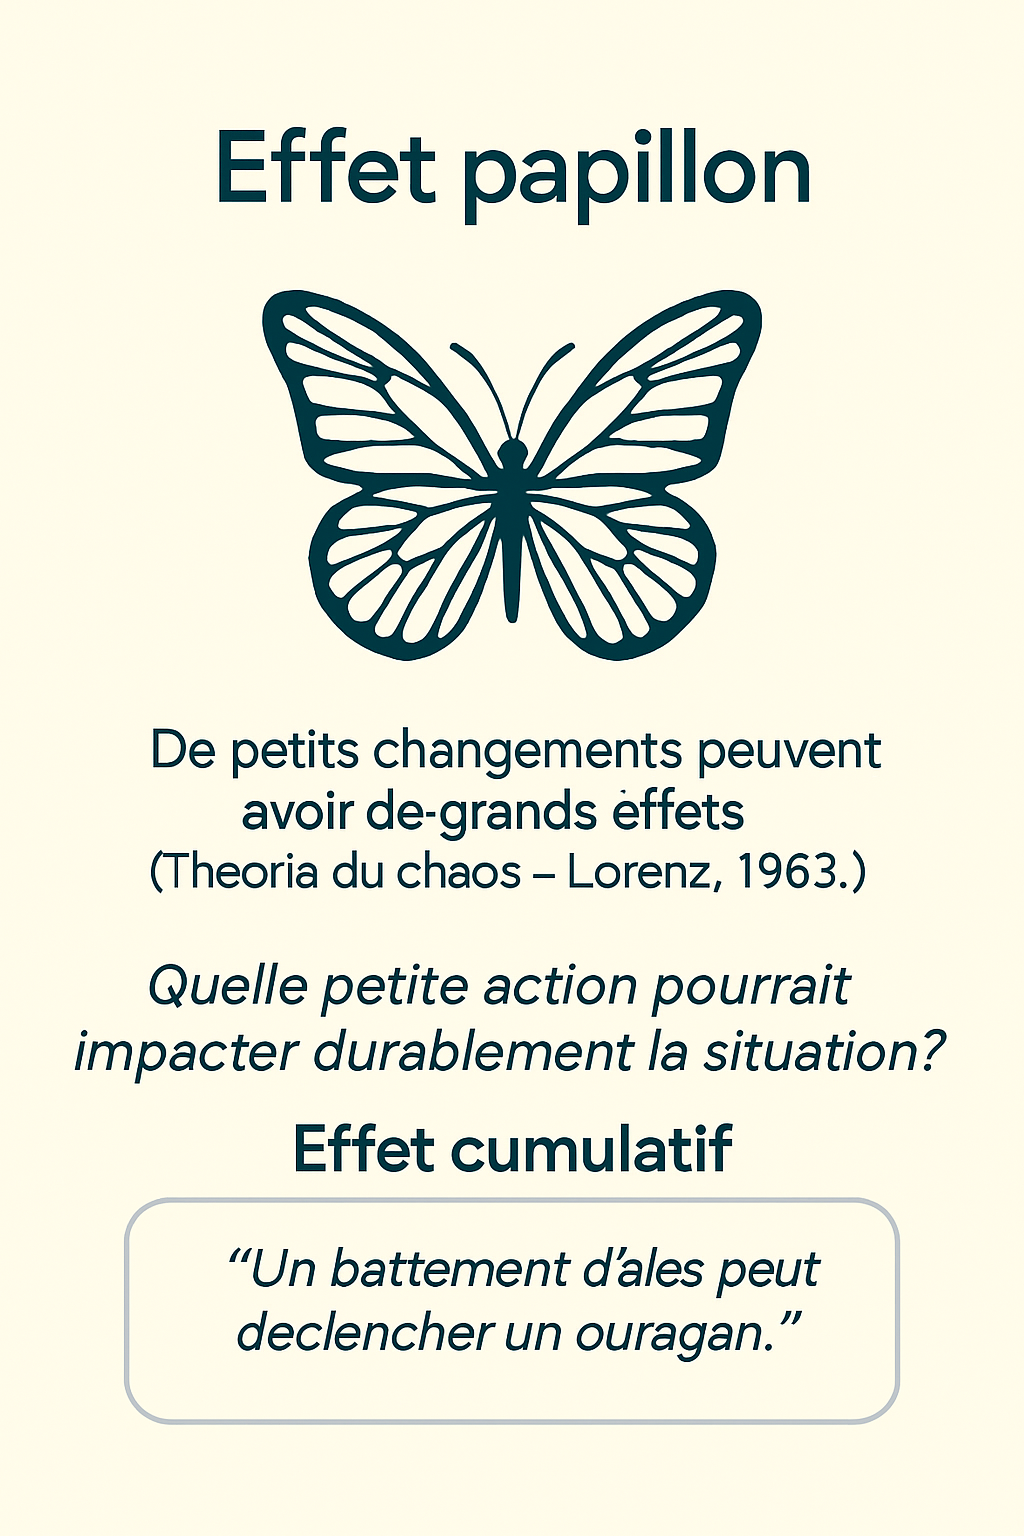 Effet papillon
De petits changements peuvent
avoir de-grands ėffets
(Theoria du chaos – Lorenz, 1963.)
Quelle petite action pourrait
impacter durablement la situation?
Effet cumulatif
“Un battement d’ales peut
declencher un ouragan.”